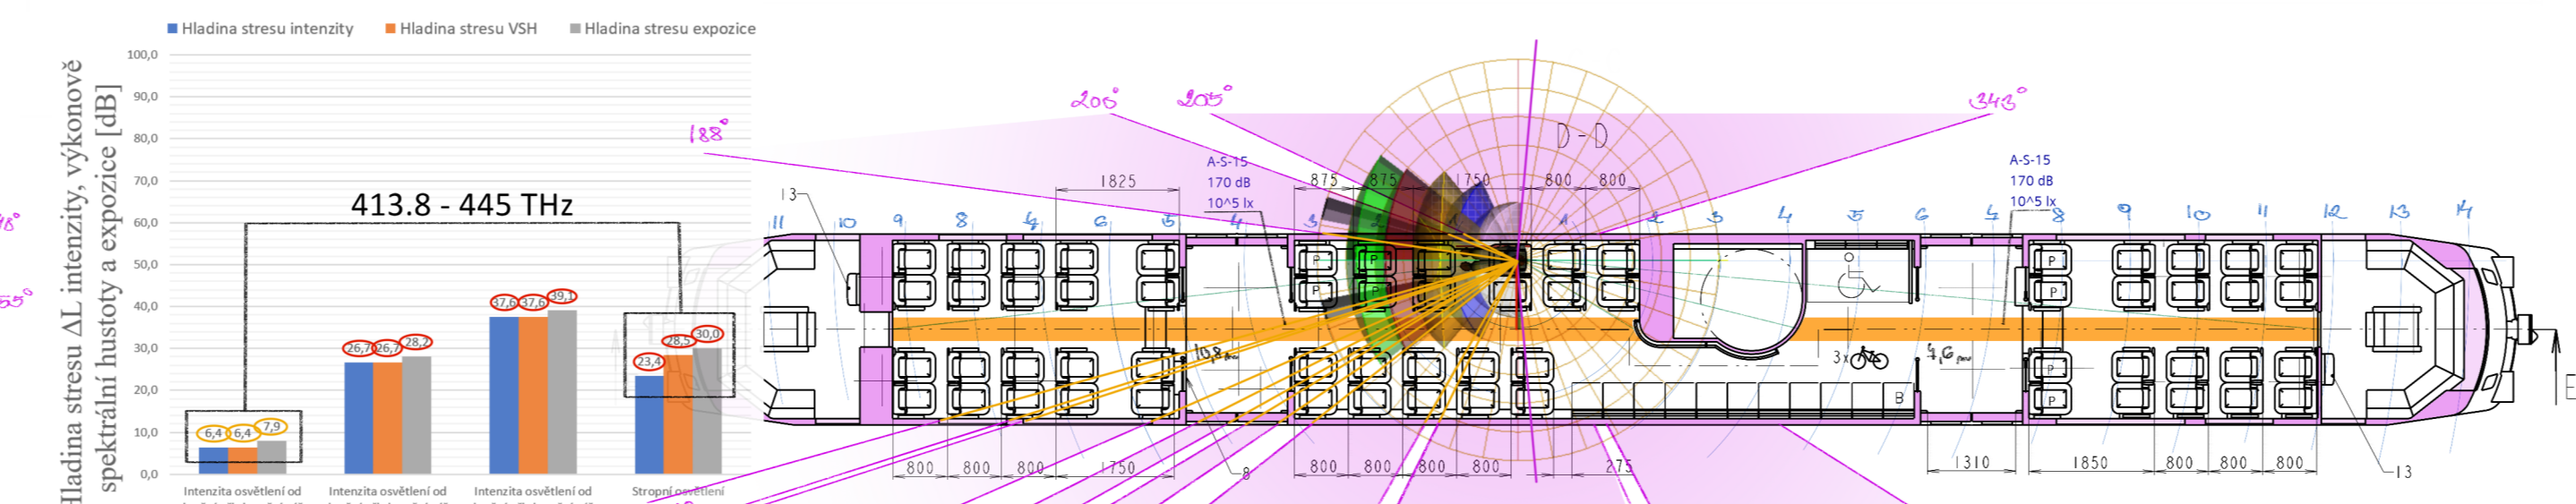 Hladina stresu intenzity
Hladina stresu VSH
Hladina stresu expozice
Hladina stresu ΔL intenzity, výkonově
spektrální hustoty a expozice [dB]
100,0
90,0
80,0
70,0
60,0
50,0
40,0
30,0
20,0
10,0
0,0
413.8 - 445 THz
6,4
6,4
7,9
26,7
26,7
28,2
37,6
37,6
39,1
23,4
28,5
30,0
Intenzita osvětlení od
Intenzita osvětlení od
Intenzita osvětlení od
Stropní osvětlení
55°
188°
205°
205°
343°
D-D
A-S-15
170 dB
10^5 lx
A-S-15
170 dB
10^5 lx
13
1825
875
875
1750
800
800
11
10
9
8
7
6
5
4
3
2
1
2
3
4
5
6
7
8
9
10
11
12
13
14
P
P
P
P
P
P
P
P
3x
B
E
800
800
800
1750
8
800
800
800
800
275
1310
1850
800
800
800
13